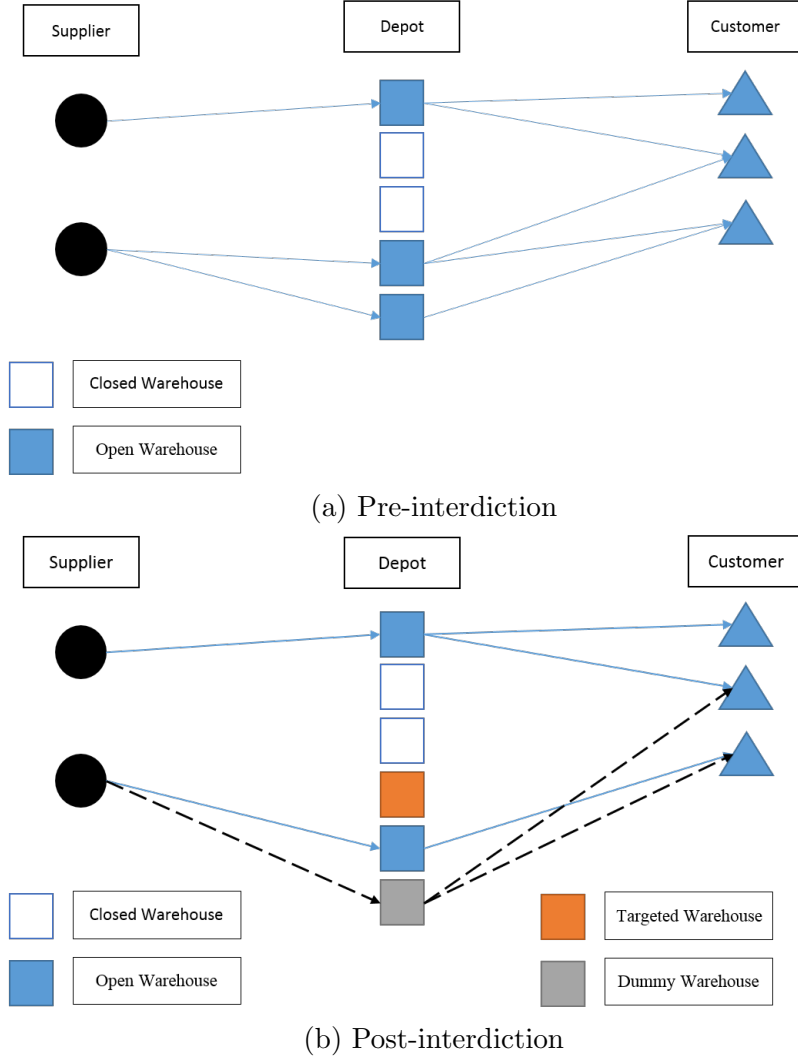 Supplier
Depot
Customer
Closed Warehouse
Open Warehouse
(a) Pre-interdiction
Supplier
Depot
Customer
Closed Warehouse
Targeted Warehouse
Open Warehouse
Dummy Warehouse
(b) Post-interdiction